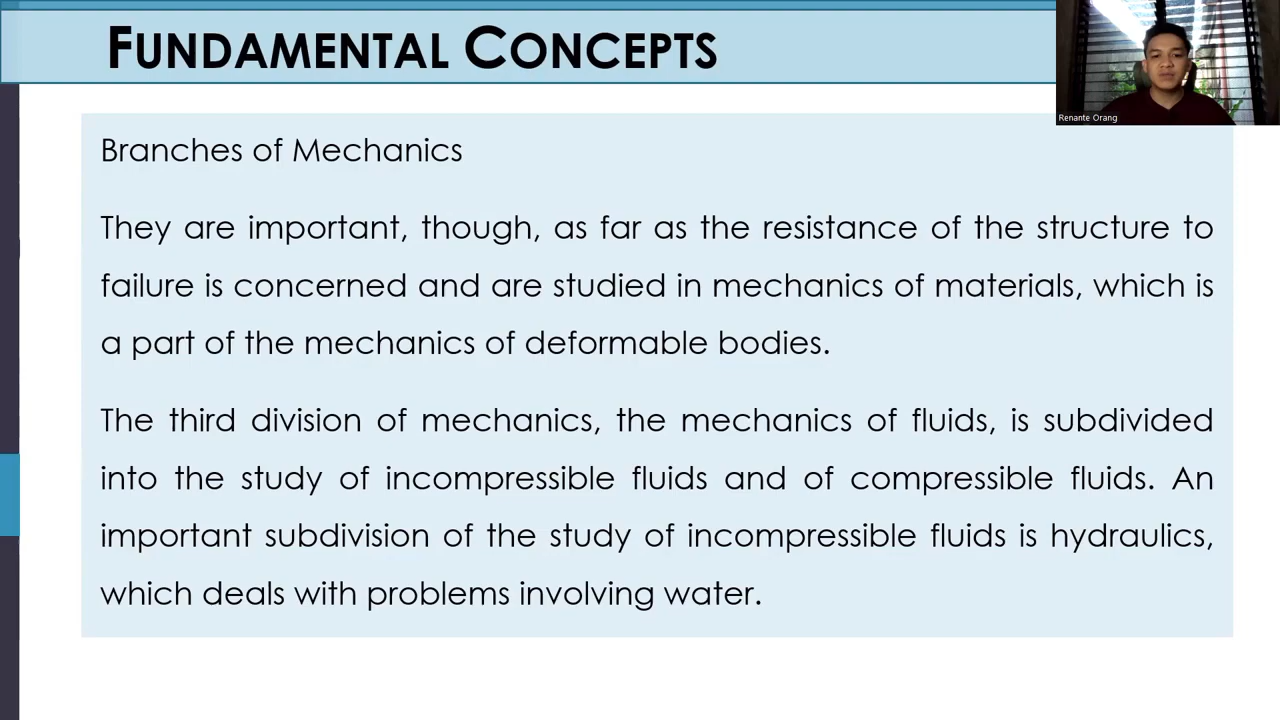 FUNDAMENTAL CONCEPTS
Renante Orang
Branches of Mechanics
They are important, though, as far as the resistance of the structure to
failure is concerned and are studied in mechanics of materials, which is
a part of the mechanics of deformable bodies.
The third division of mechanics, the mechanics of fluids, is subdivided
into the study of incompressible fluids and of compressible fluids. An
important subdivision of the study of incompressible fluids is hydraulics,
which deals with problems involving water.